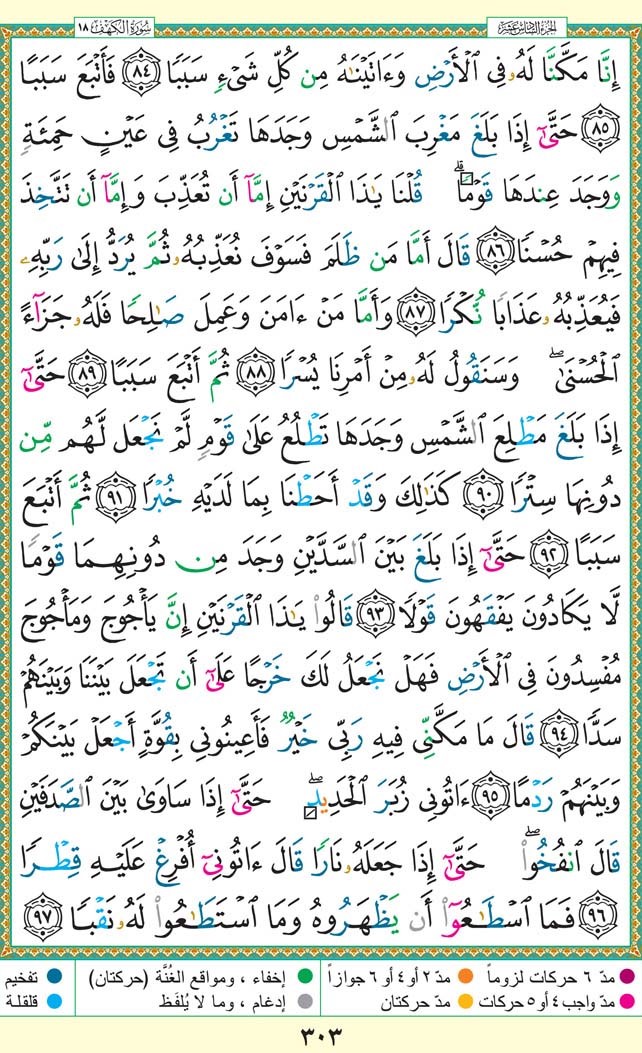 سُورَةُ الكَهْفِ ١٨
الجزء السادس عشر
إِنَّا مَكَّنَّا لَهُۥ فِى ٱلْأَرْضِ وَءَاتَيْنَـٰهُ مِن كُلِّ شَىْءٍ سَبَبًا ٨٤ فَأَتْبَعَ سَبَبًا
٨٥ حَتَّىٰٓ إِذَا بَلَغَ مَغْرِبَ ٱلشَّمْسِ وَجَدَهَا تَغْرُبُ فِى عَيْنٍ حَمِئَةٍ
وَوَجَدَ عِندَهَا قَوْمًا ۗ قُلْنَا يَـٰذَا ٱلْقَرْنَيْنِ إِمَّآ أَن تُعَذِّبَ وَإِمَّآ أَن تَتَّخِذَ
فِيهِمْ حُسْنًا ٨٦ قَالَ أَمَّا مَن ظَلَمَ فَسَوْفَ نُعَذِّبُهُۥ ثُمَّ يُرَدُّ إِلَىٰ رَبِّهِۦ
فَيُعَذِّبُهُۥ عَذَابًا نُّكْرًا ٨٧ وَأَمَّا مَنْ ءَامَنَ وَعَمِلَ صَـٰلِحًا فَلَهُۥ جَزَآءً
ٱلْحُسْنَىٰ ۖ وَسَنَقُولُ لَهُۥ مِنْ أَمْرِنَا يُسْرًا ٨٨ ثُمَّ أَتْبَعَ سَبَبًا ٨٩ حَتَّىٰٓ
إِذَا بَلَغَ مَطْلِعَ ٱلشَّمْسِ وَجَدَهَا تَطْلُعُ عَلَىٰ قَوْمٍ لَّمْ نَجْعَل لَّهُم مِّن
دُونِهَا سِتْرًا ٩٠ كَذَٰلِكَ وَقَدْ أَحَطْنَا بِمَا لَدَيْهِ خُبْرًا ٩١ ثُمَّ أَتْبَعَ
سَبَبًا ٩٢ حَتَّىٰٓ إِذَا بَلَغَ بَيْنَ ٱلسَّدَّيْنِ وَجَدَ مِن دُونِهِمَا قَوْمًا
لَّا يَكَادُونَ يَفْقَهُونَ قَوْلًا ٩٣ قَالُوا۟ يَـٰذَا ٱلْقَرْنَيْنِ إِنَّ يَأْجُوجَ وَمَأْجُوجَ
مُفْسِدُونَ فِى ٱلْأَرْضِ فَهَلْ نَجْعَلُ لَكَ خَرْجًا عَلَىٰٓ أَن تَجْعَلَ بَيْنَنَا وَبَيْنَهُمْ
سَدًّا ٩٤ قَالَ مَا مَكَّنِّى فِيهِ رَبِّى خَيْرٌ فَأَعِينُونِى بِقُوَّةٍ أَجْعَلْ بَيْنَكُمْ
وَبَيْنَهُمْ رَدْمًا ٩٥ ءَاتُونِى زُبَرَ ٱلْحَدِيدِ ۖ حَتَّىٰٓ إِذَا سَاوَىٰ بَيْنَ ٱلصَّدَفَيْنِ
قَالَ ٱنفُخُوا۟ ۖ حَتَّىٰٓ إِذَا جَعَلَهُۥ نَارًا قَالَ ءَاتُونِىٓ أُفْرِغْ عَلَيْهِ قِطْرًا
٩٦ فَمَا ٱسْطَـٰعُوٓا۟ أَن يَظْهَرُوهُ وَمَا ٱسْتَطَـٰعُوا۟ لَهُۥ نَقْبًا ٩٧
مدّ ٦ حركات لزوماً مدّ ٢ أو ٤ أو ٦ جوازاً إخفاء ، ومواقع الغُنَّة (حركتان) تفخيم
مدّ واجب ٤ أو ٥ حركات مدّ حركتان إدغام ، وما لا يُلفَظ قلقلة
٣٠٣